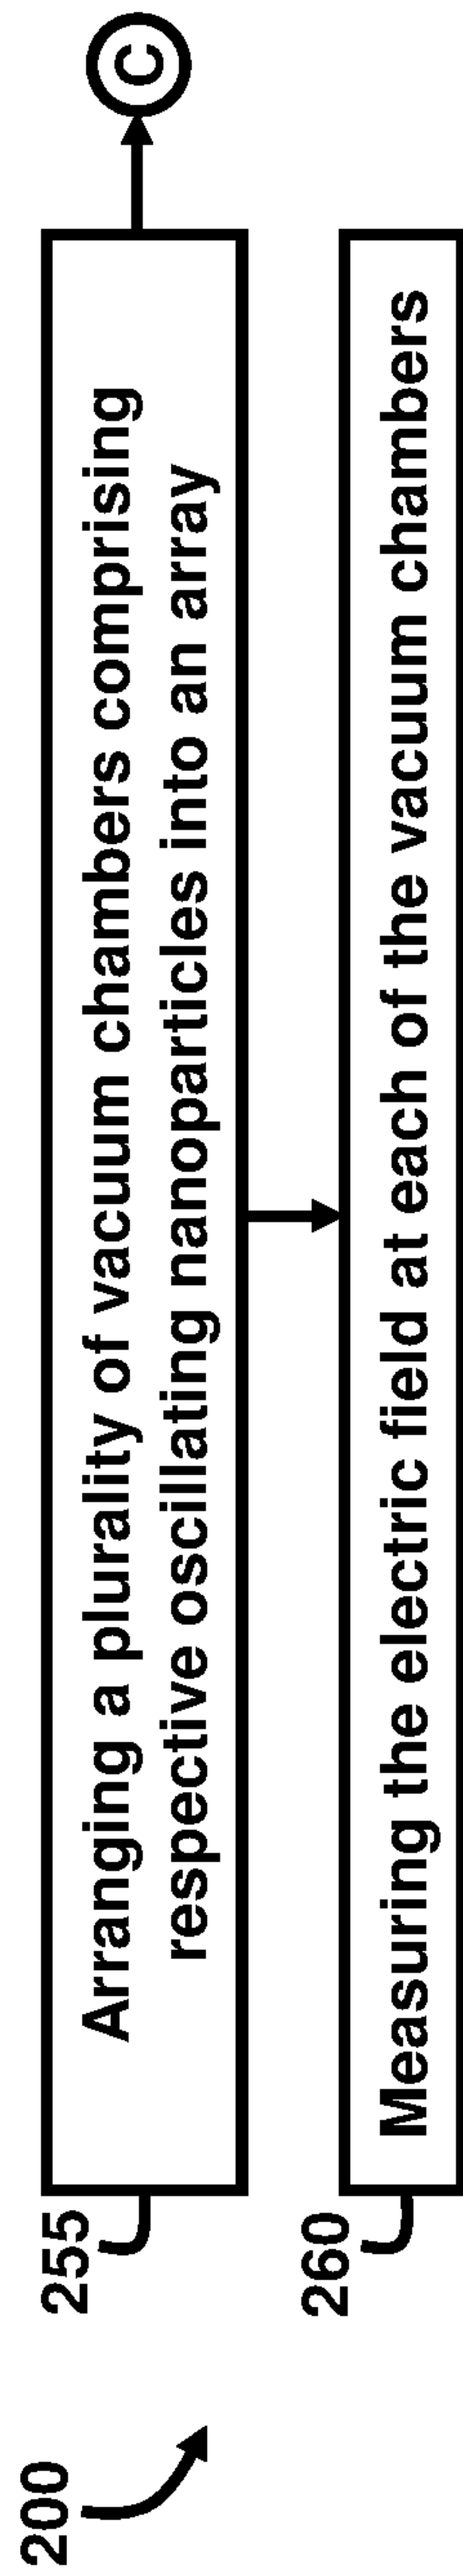 200
255
Arranging a plurality of vacuum chambers comprising
respective oscillating nanoparticles into an array
C
260
Measuring the electric field at each of the vacuum chambers